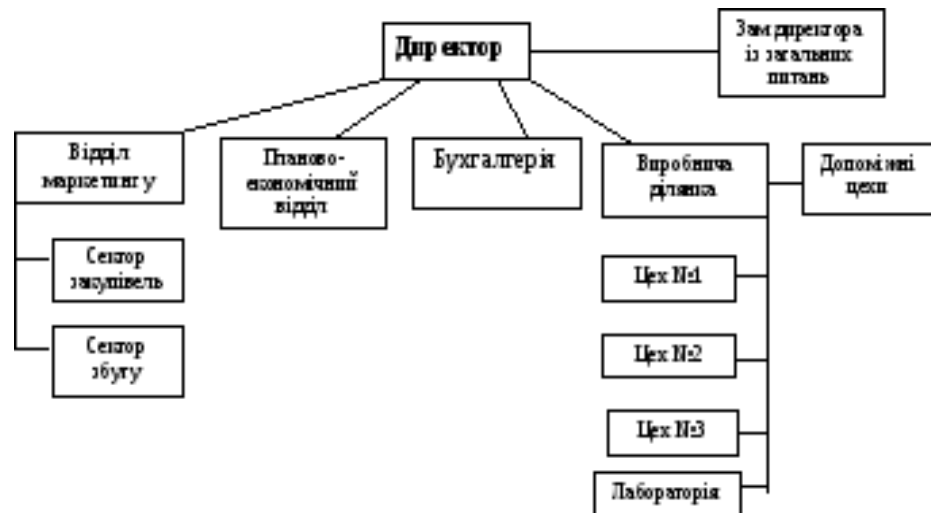 Директор
Зам директора
із загальних
питань
Відділ
маркетингу
Планово-
економічний
відділ
Бухгалтерія
Виробнича
ділянка
Допоміжні
цехи
Сектор
закупівель
Сектор
збуту
Цех №1
Цех №2
Цех №3
Лабораторія